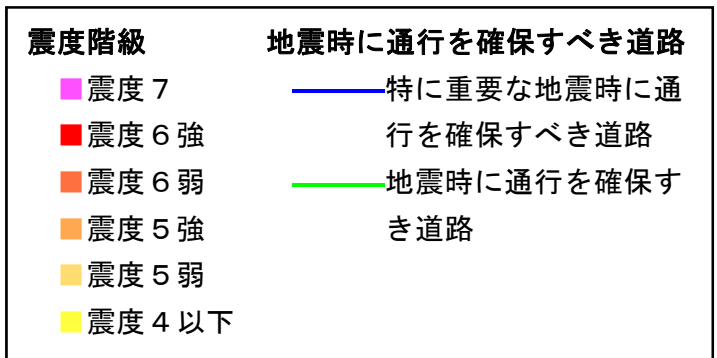 震度階級
震度７
震度６強
震度６弱
震度５強
震度５弱
震度４以下
地震時に通行を確保すべき道路
特に重要な地震時に通
行を確保すべき道路
地震時に通行を確保す
き道路